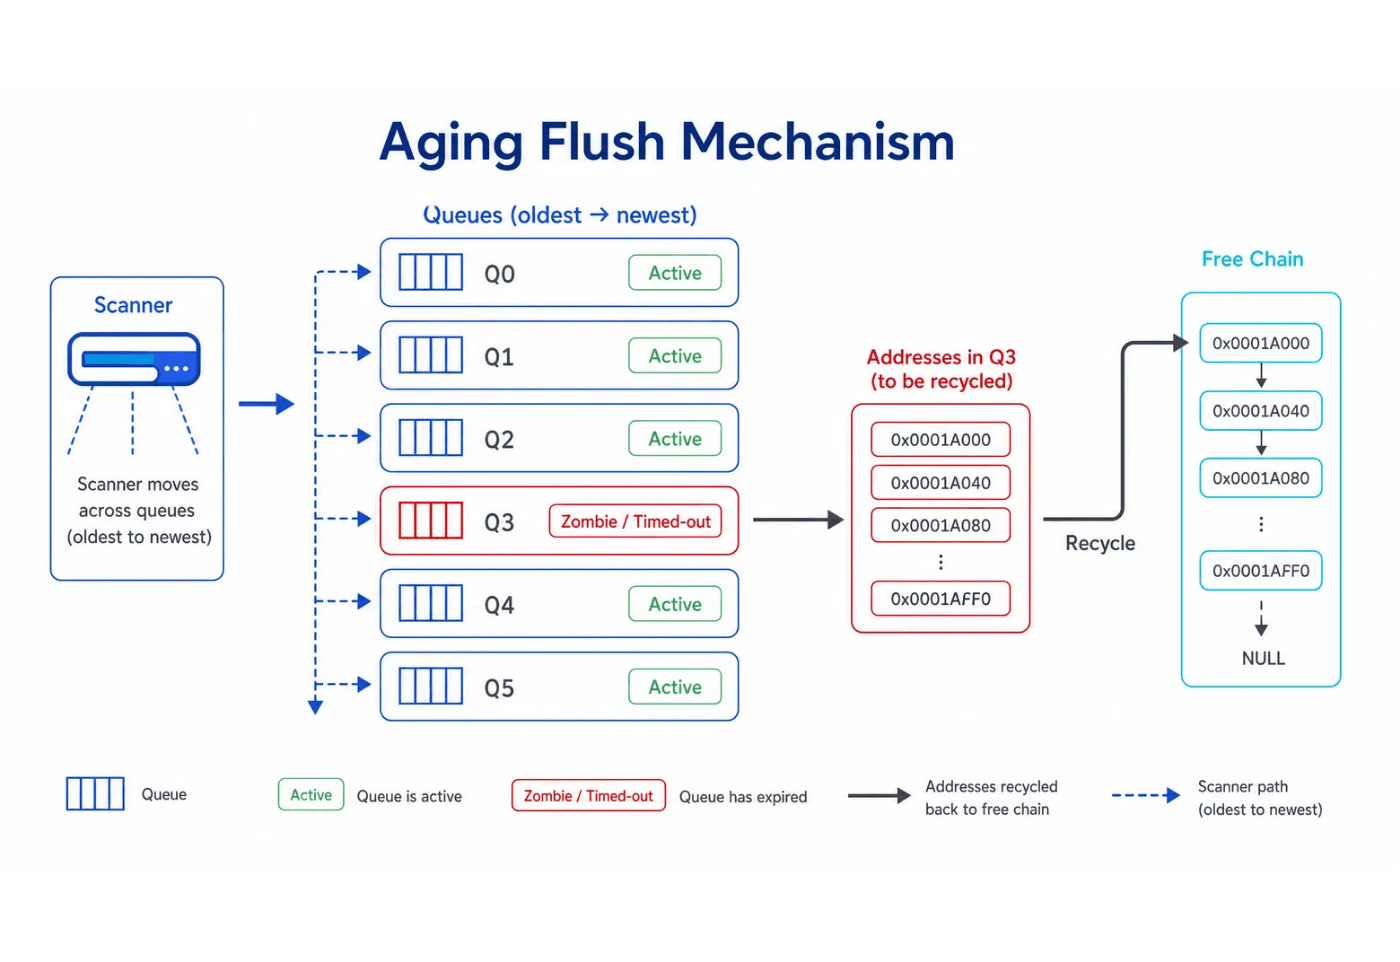 Aging Flush Mechanism
Queues (oldest → newest)
Scanner
Scanner moves
across queues
(oldest to newest)
Q0
Active
Q1
Active
Q2
Active
Q3
Zombie / Timed-out
Q4
Active
Q5
Active
Addresses in Q3
(to be recycled)
0x0001A000
0x0001A040
0x0001A080
⋮
0x0001AFF0
Recycle
Free Chain
0x0001A000
0x0001A040
0x0001A080
⋮
0x0001AFF0
NULL
Queue
Active
Queue is active
Zombie / Timed-out
Queue has expired
Addresses recycled
back to free chain
Scanner path
(oldest to newest)